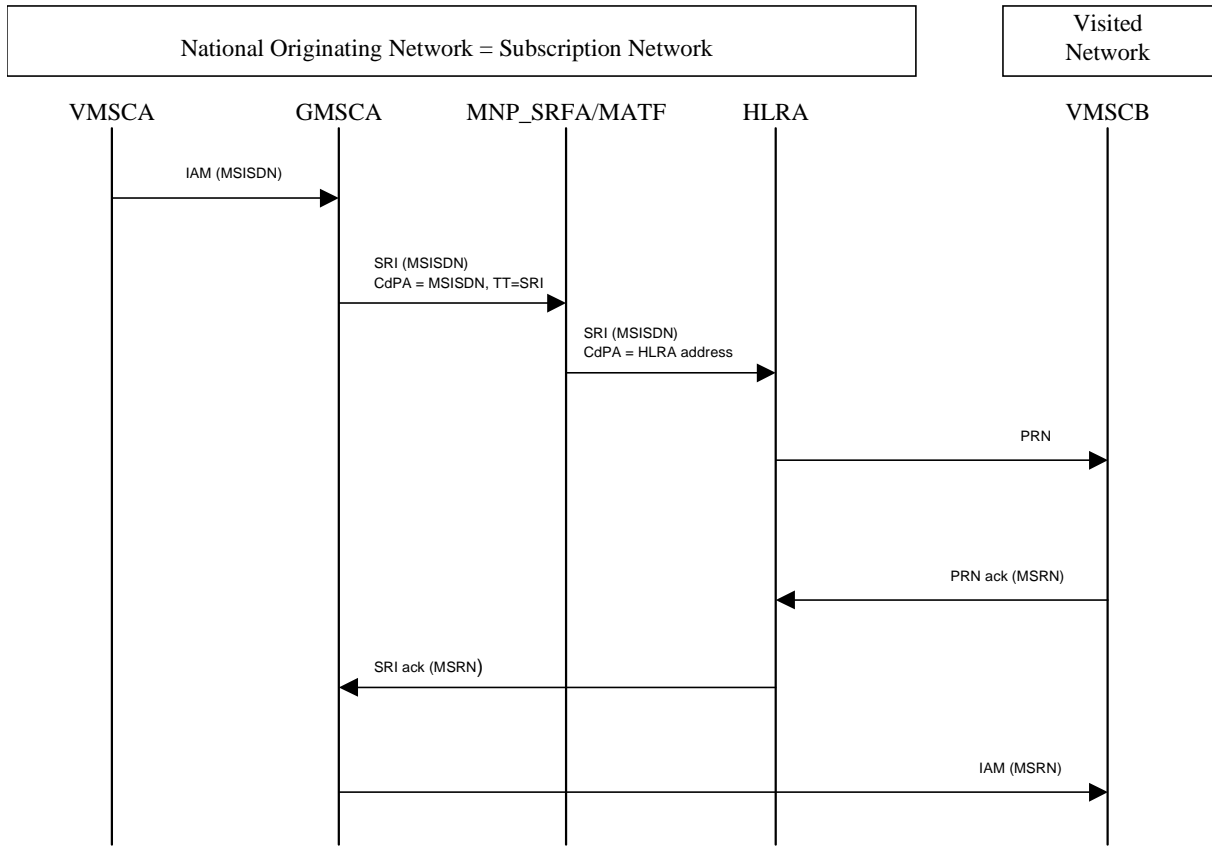 National Originating Network = Subscription Network
Visited
Network
VMSCA
GMSCA
MNP_SRFA/MATF
HLRA
VMSCB
IAM (MSISDN)
SRI (MSISDN)
CdPA = MSISDN, TT=SRI
SRI (MSISDN)
CdPA = HLRA address
PRN
PRN ack (MSRN)
SRI ack (MSRN)
IAM (MSRN)